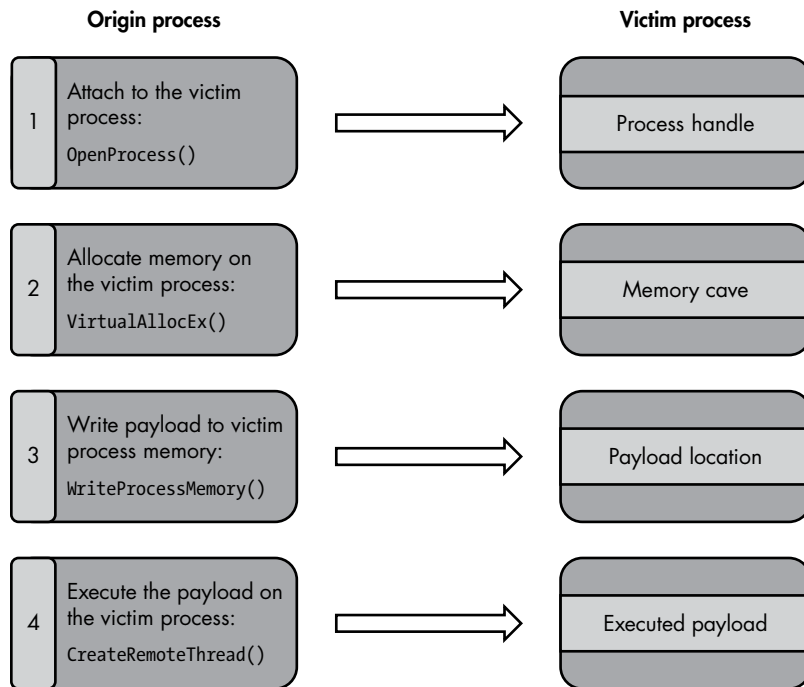 Origin process
Victim process
1
Attach to the victim
process:
OpenProcess()
Process handle
2
Allocate memory on
the victim process:
VirtualAllocEx()
Memory cave
3
Write payload to victim
process memory:
WriteProcessMemory()
Payload location
4
Execute the payload on
the victim process:
CreateRemoteThread()
Executed payload